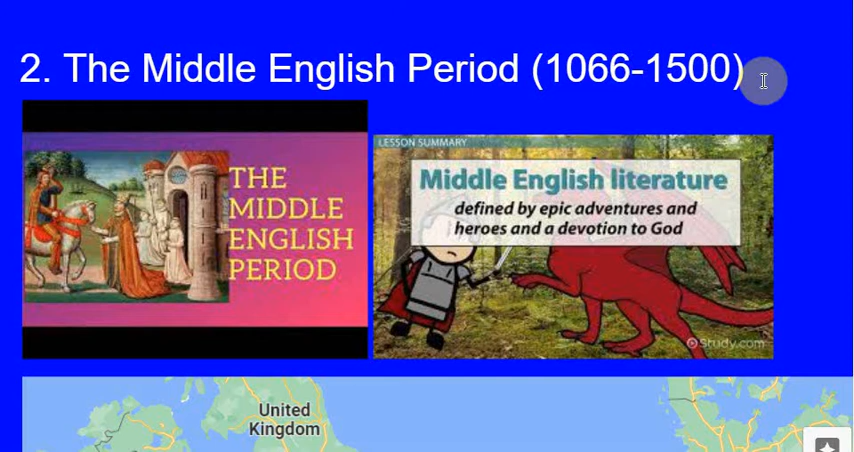 2. The Middle English Period (1066-1500)
THE
MIDDLE
ENGLISH
PERIOD
LESSON SUMMARY
Middle English literature
defined by epic adventures and
heroes and a devotion to God
Study.com
United
Kingdom